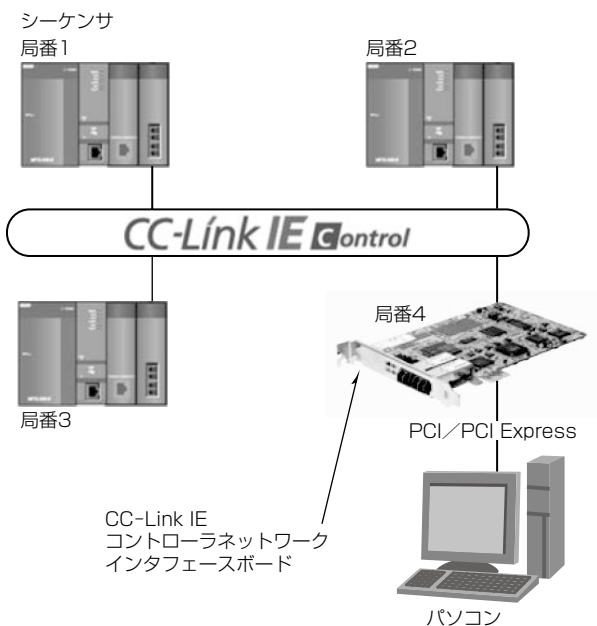 シーケンサ
局番1
局番2
CC-Link IE Control
局番3
局番4
PCI／PCI Express
CC-Link IE
コントローラネットワーク
インタフェースボード
パソコン